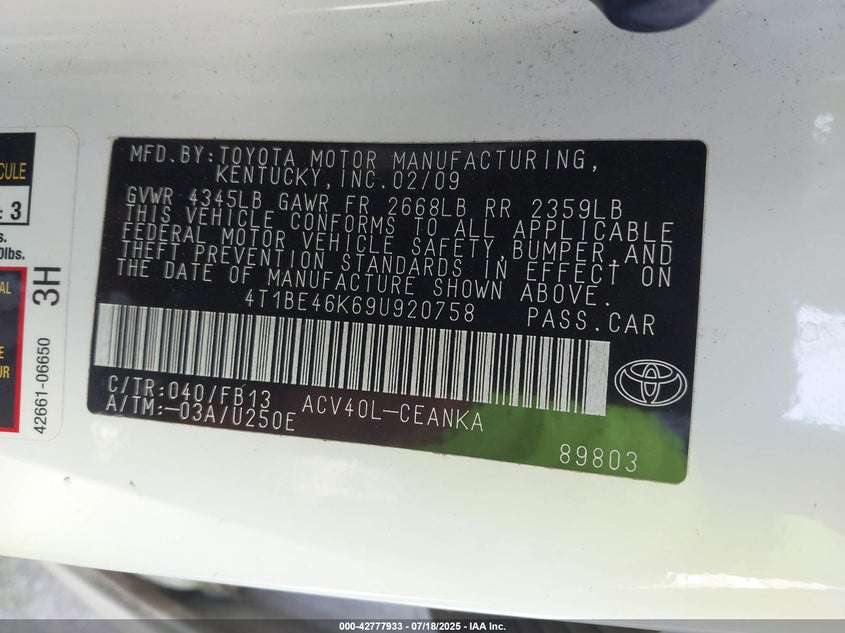 MFD.BY:TOYOTA MOTOR MANUFACTURING,
KENTUCKY,INC.02/09
GVWR 4345LB GAWR FR 2668LB RR 2359LB
THIS VEHICLE CONFORMS TO ALL APPLICABLE
FEDERAL MOTOR VEHICLE SAFETY,BUMPER,AND
THEFT PREVENTION STANDARDS IN EFFECT ON
THE DATE OF MANUFACTURE SHOWN ABOVE.
4T1BE46K69U920758 PASS.CAR
C/TR:040/FB13 ACV40L-CEANKA
A/TM:-03A/U250E
89803
3H
42661-06650
3
000-42777933 - 07/18/2025 - IAA Inc.